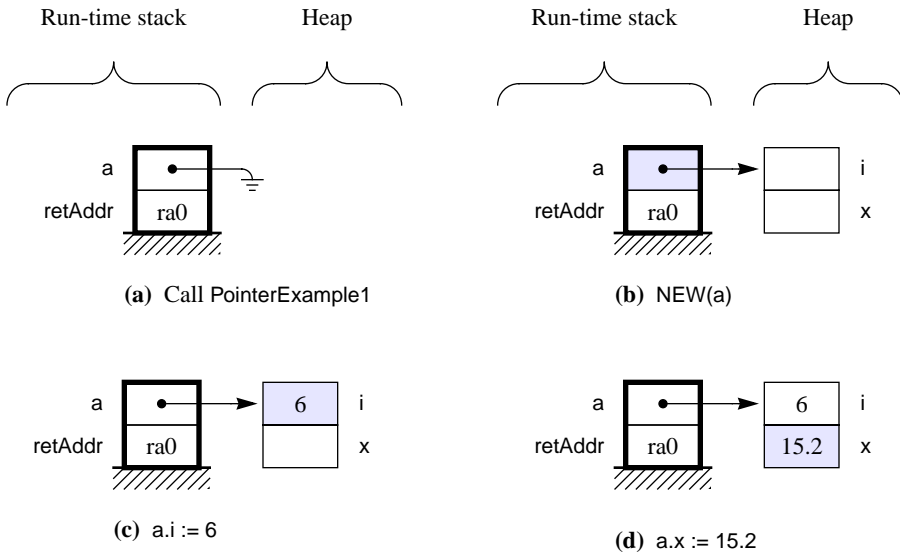 Run-time stack Heap Run-time stack Heap
a a i
retAddr ra0 retAddr ra0 x
(a) Call PointerExample1 (b) NEW(a)
a 6 i a 6 i
retAddr ra0 x retAddr ra0 15.2 x
(c) a.i := 6 (d) a.x := 15.2